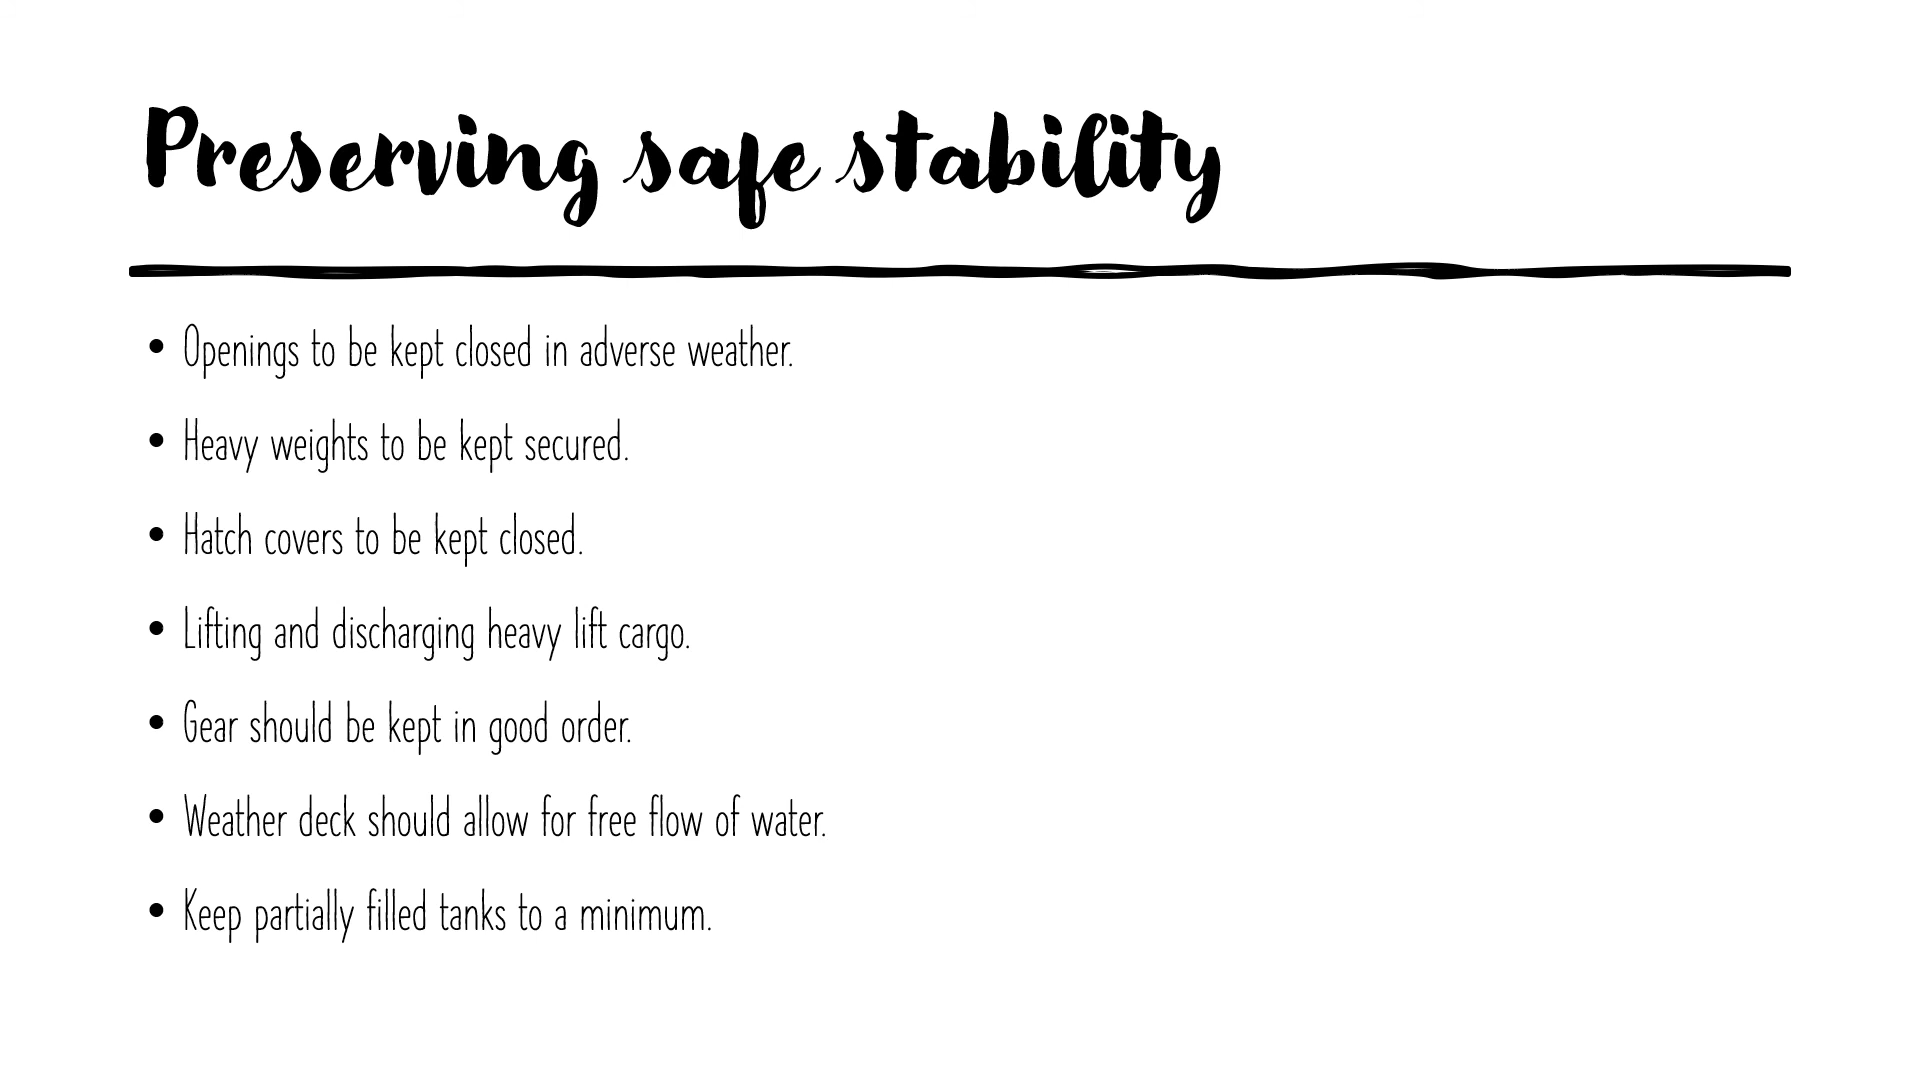 Preserving safe stability
• Openings to be kept closed in adverse weather.
• Heavy weights to be kept secured.
• Hatch covers to be kept closed.
• Lifting and discharging heavy lift cargo.
• Gear should be kept in good order.
• Weather deck should allow for free flow of water.
• Keep partially filled tanks to a minimum.